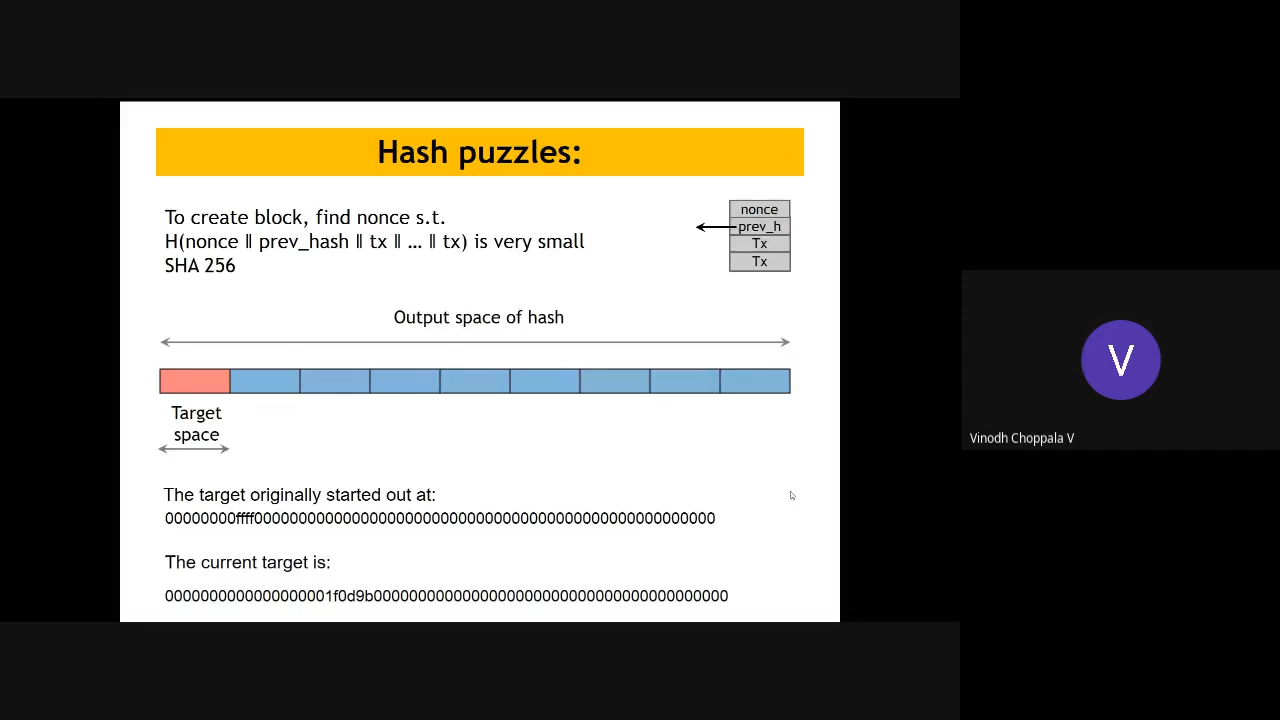 Hash puzzles:
To create block, find nonce s.t.
H(nonce ‖ prev_hash ‖ tx ‖ … ‖ tx) is very small
SHA 256
nonce
prev_h
Tx
Tx
Output space of hash
Target
space
The target originally started out at:
00000000ffff0000000000000000000000000000000000000000000000000000
The current target is:
0000000000000000001f0d9b0000000000000000000000000000000000000000
V
Vinodh Choppala V